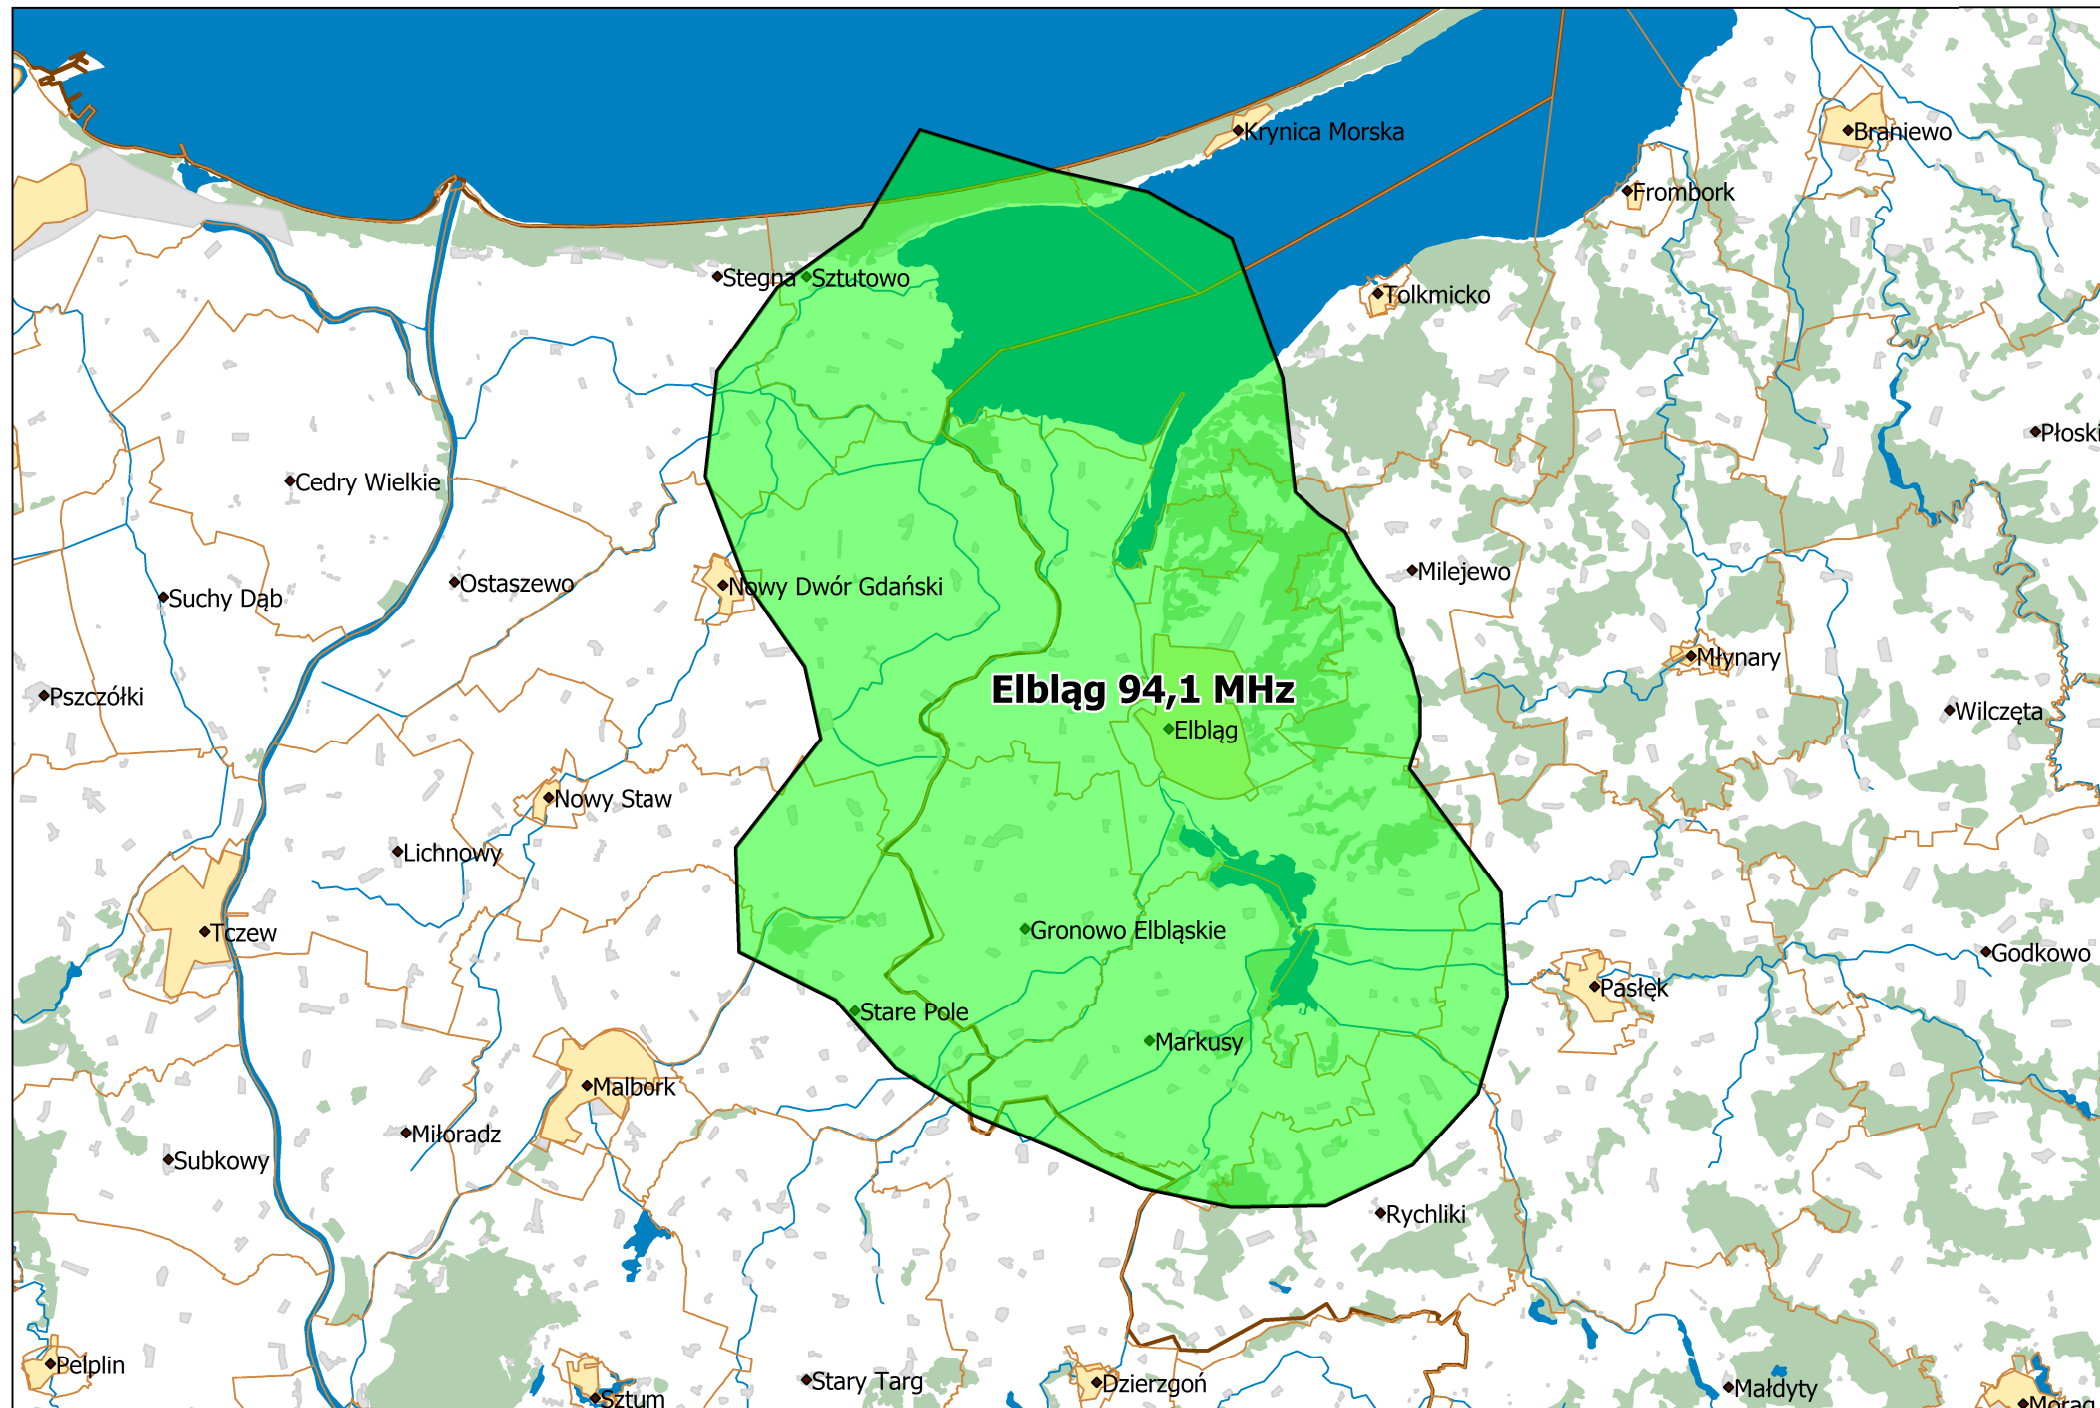 Krynica Morska
Braniewo
Frombork
Stegna
Sztutowo
Tolkmicko
Płoski
Cedry Wielkie
Milejewo
Ostaszewo
Nowy Dwór Gdański
Suchy Dąb
Młynary
Elbląg 94,1 MHz
Pszczółki
Wilczęta
Elbląg
Nowy Staw
Lichnowy
Tczew
Gronowo Elbląskie
Godkowo
Pasłęk
Stare Pole
Markusy
Malbork
Miłoradz
Subkowy
Rychliki
Pelplin
Stary Targ
Dzierzgoń
Małdyty
Sztum
Morąg